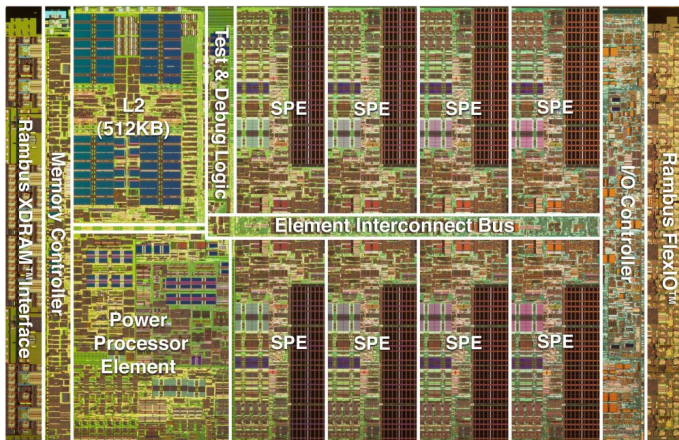 Rambus XDRAM™ Interface
Memory Controller
L2
(512KB)
Test & Debug Logic
SPE
SPE
SPE
SPE
I/O Controller
Rambus FlexIO™
Element Interconnect Bus
Power
Processor
Element
SPE
SPE
SPE
SPE